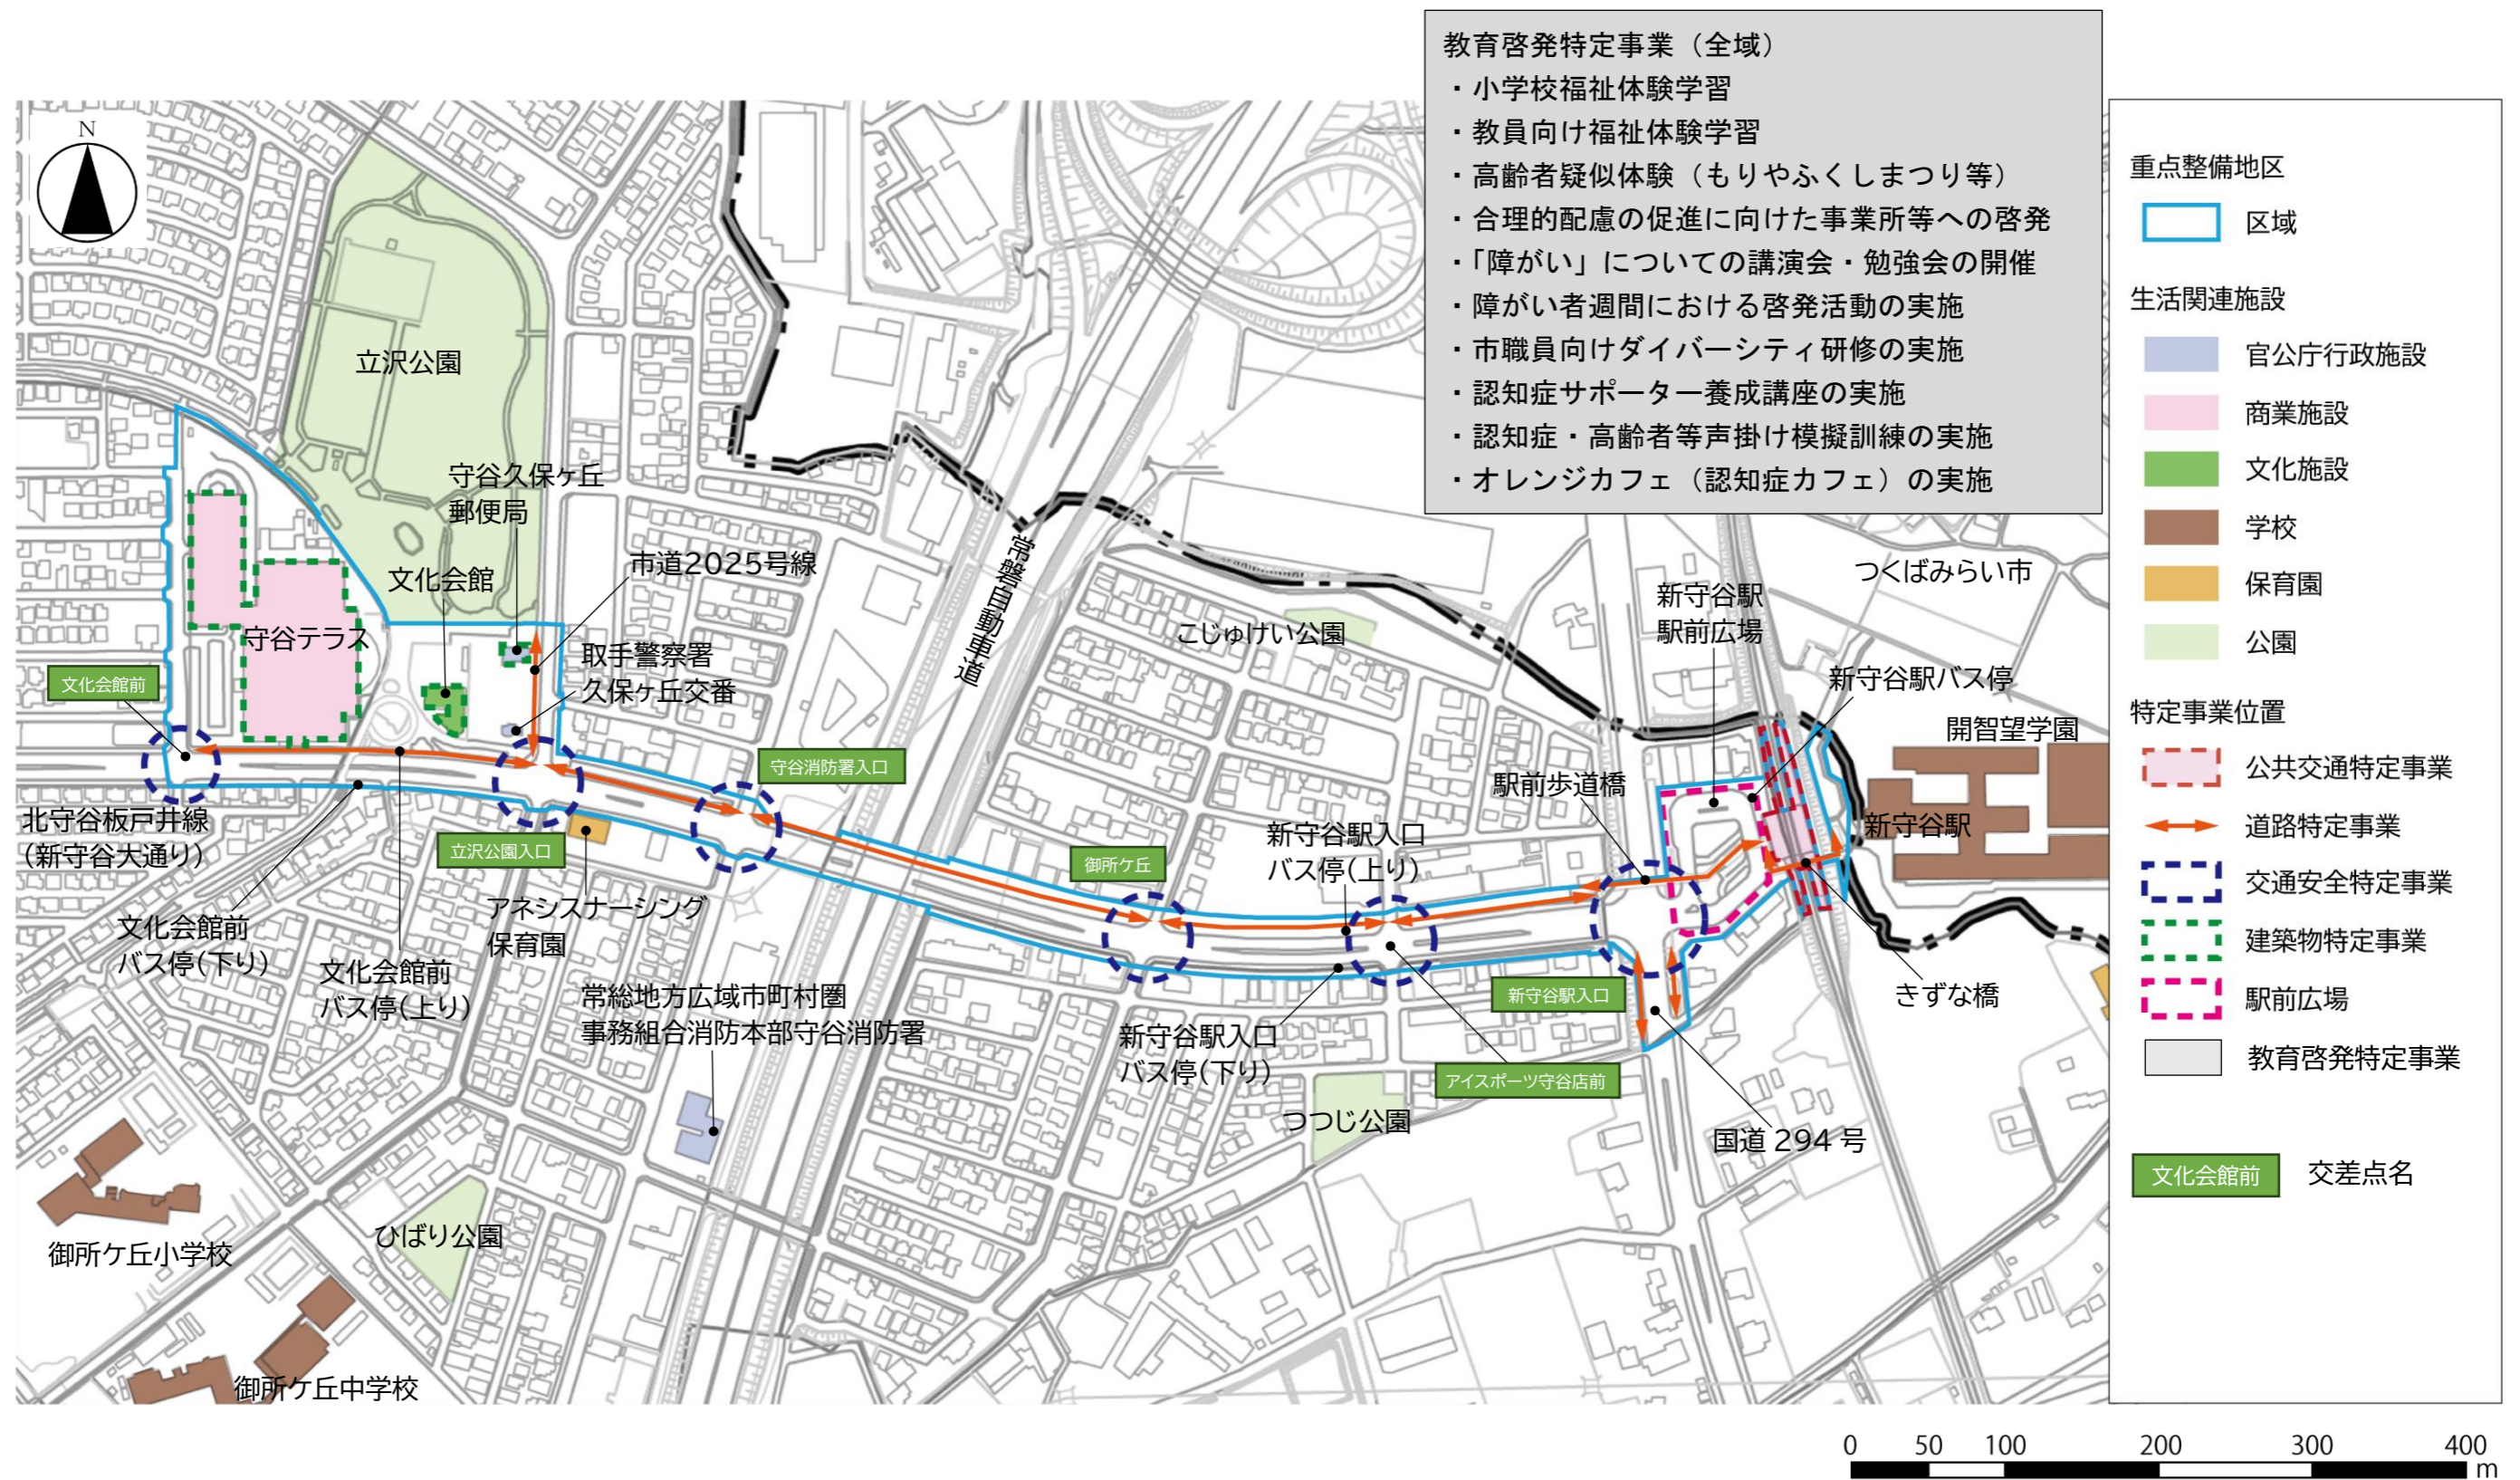 教育啓発特定事業（全域）
・小学校福祉体験学習
・教員向け福祉体験学習
・高齢者疑似体験（もりやふくしまつり等）
・合理的配慮の促進に向けた事業所等への啓発
・「障がい」についての講演会・勉強会の開催
・障がい者週間における啓発活動の実施
・市職員向けダイバーシティ研修の実施
・認知症サポーター養成講座の実施
・認知症・高齢者等声掛け模擬訓練の実施
・オレンジカフェ（認知症カフェ）の実施
N
立沢公園
守谷久保ヶ丘
郵便局
文化会館
市道2025号線
守谷テラス
取手警察署
久保ヶ丘交番
文化会館前
常磐自動車道
こじゅけい公園
新守谷駅
駅前広場
つくばみらい市
新守谷駅バス停
開智望学園
守谷消防署入口
駅前歩道橋
新守谷駅
北守谷板戸井線
（新守谷大通り）
立沢公園入口
御所ケ丘
新守谷駅入口
バス停(上り)
アネシスナーシング
保育園
文化会館前
バス停(下り)
文化会館前
バス停(上り)
常総地方広域市町村圏
事務組合消防本部守谷消防署
新守谷駅入口
きずな橋
新守谷駅入口
バス停(下り)
アイスポーツ守谷店前
つつじ公園
国道294号
ひばり公園
御所ケ丘小学校
御所ケ丘中学校
重点整備地区
区域
生活関連施設
官公庁行政施設
商業施設
文化施設
学校
保育園
公園
特定事業位置
公共交通特定事業
道路特定事業
交通安全特定事業
建築物特定事業
駅前広場
教育啓発特定事業
文化会館前 交差点名
0 50 100 200 300 400
m